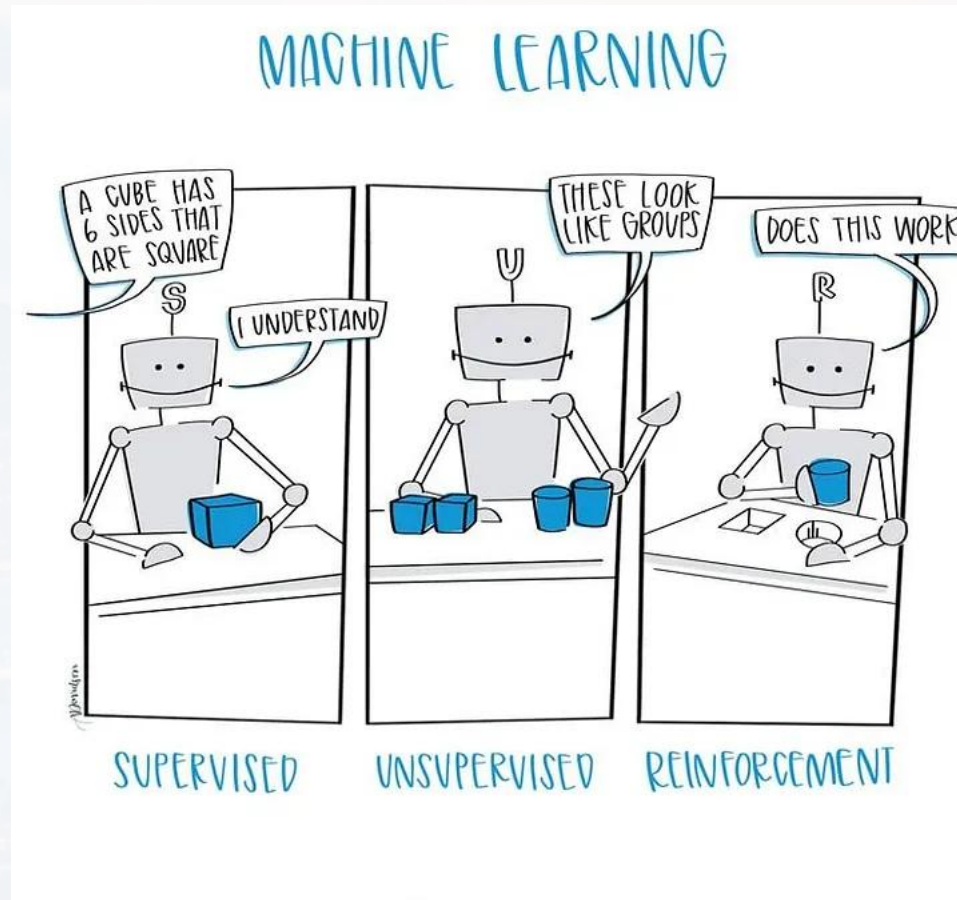 MACHINE LEARNING
A CUBE HAS
6 SIDES THAT
ARE SQUARE
S
I UNDERSTAND
THESE LOOK
LIKE GROUPS
U
DOES THIS WORK
R
SUPERVISED
UNSUPERVISED
REINFORCEMENT